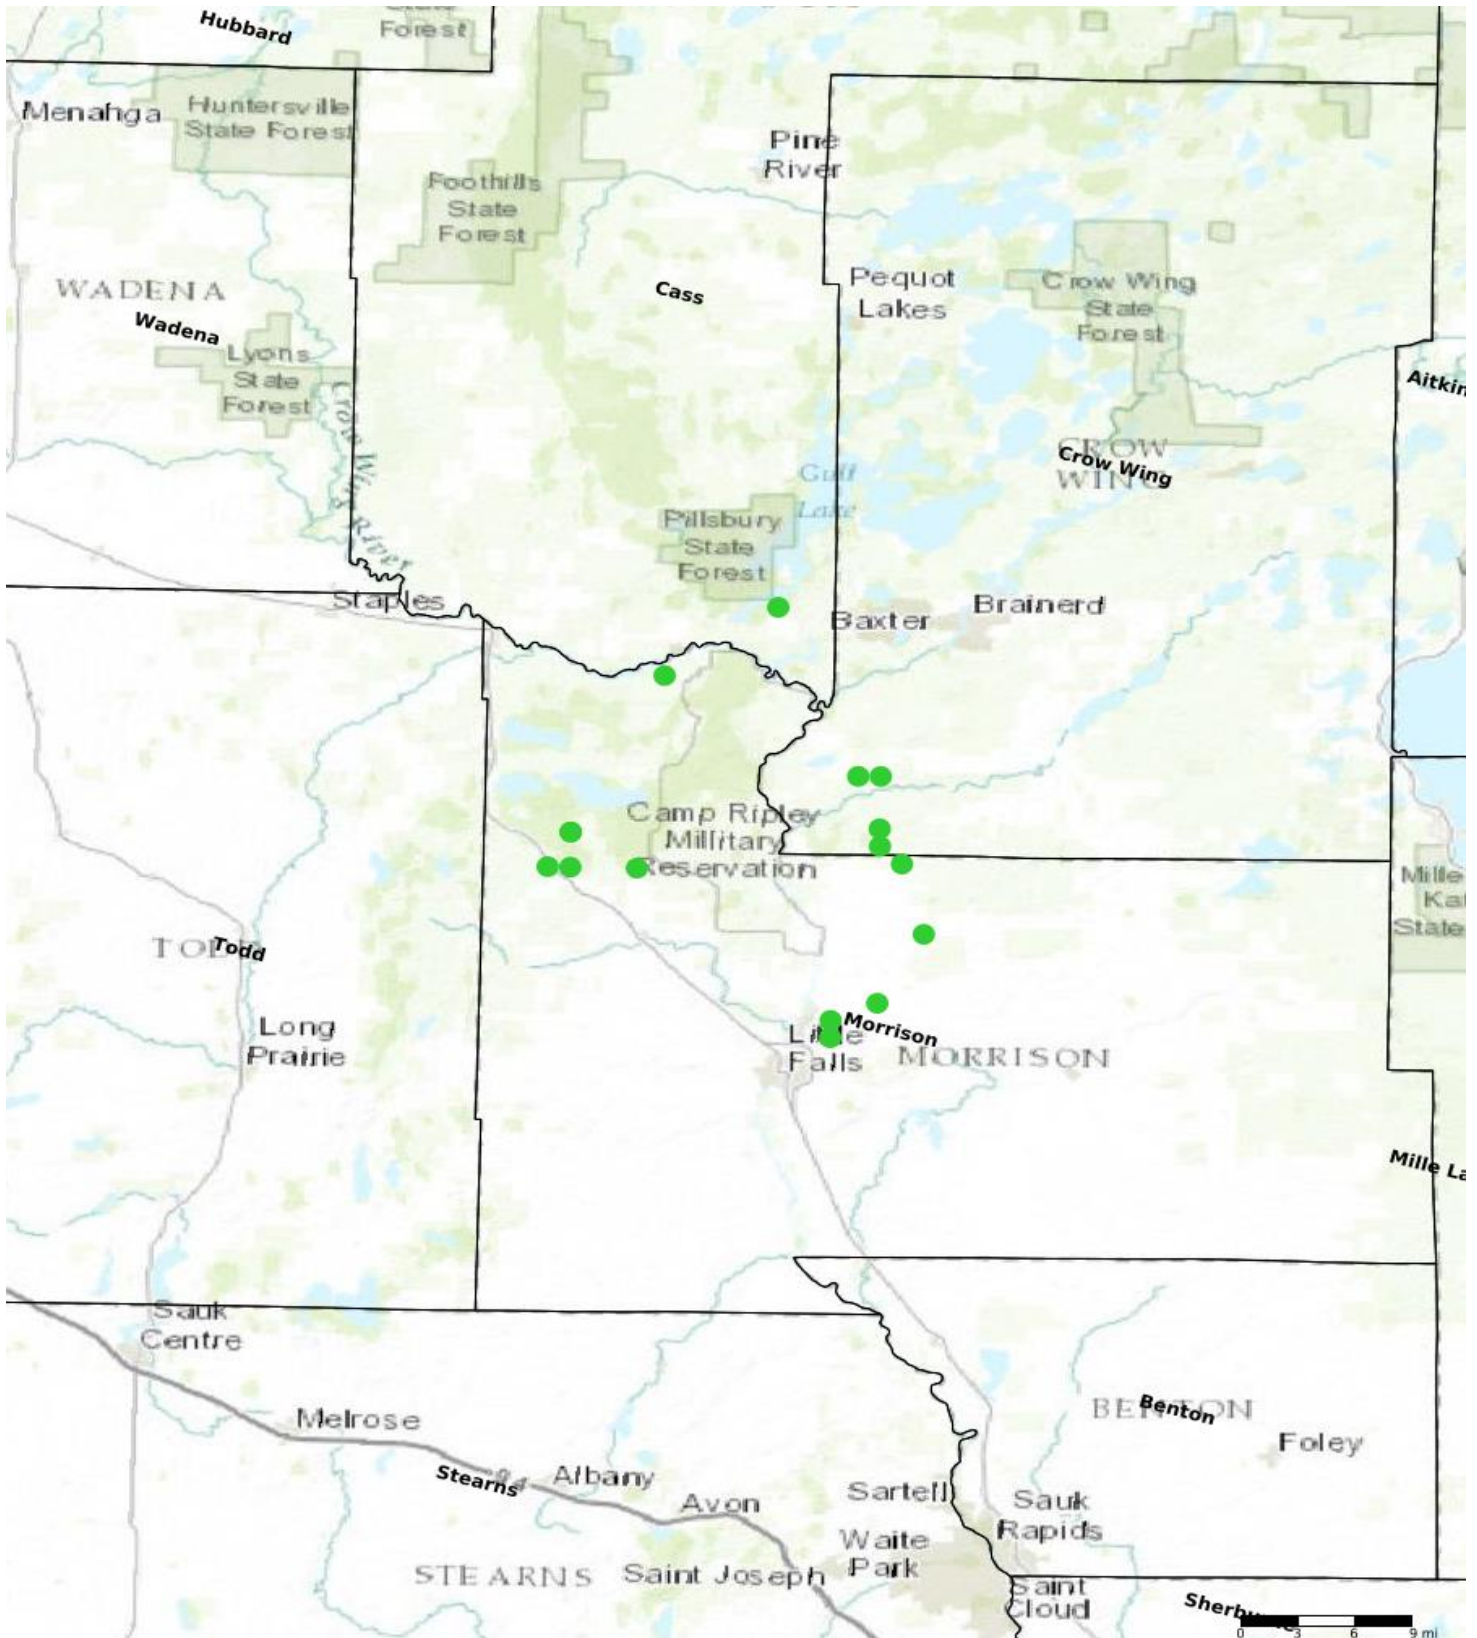 State
Forest
Hubbard
Menahga
Huntersville
State Forest
Pine
River
Foothills
State
Forest
Cass
Pequot
Lakes
Crow Wing
State
Forest
WADENA
Wadena
Lyons
State
Forest
Crow Wing River
Aitkin
CROW
WING
Crow Wing
Gull
Lake
Pillsbury
State
Forest
Staples
Baxter
Brainerd
Camp Ripley
Military
Reservation
Mille
Kat
State
Todd
Long
Prairie
Morrison
Little
Falls
MORRISON
Mille La
Sauk
Centre
Melrose
Stearns
94
Albany
Avon
BENTON
Benton
Foley
Sartell
Sauk
Rapids
Waite
Park
STEARNS
Saint Joseph
Saint
Cloud
0 3 6 9 mi